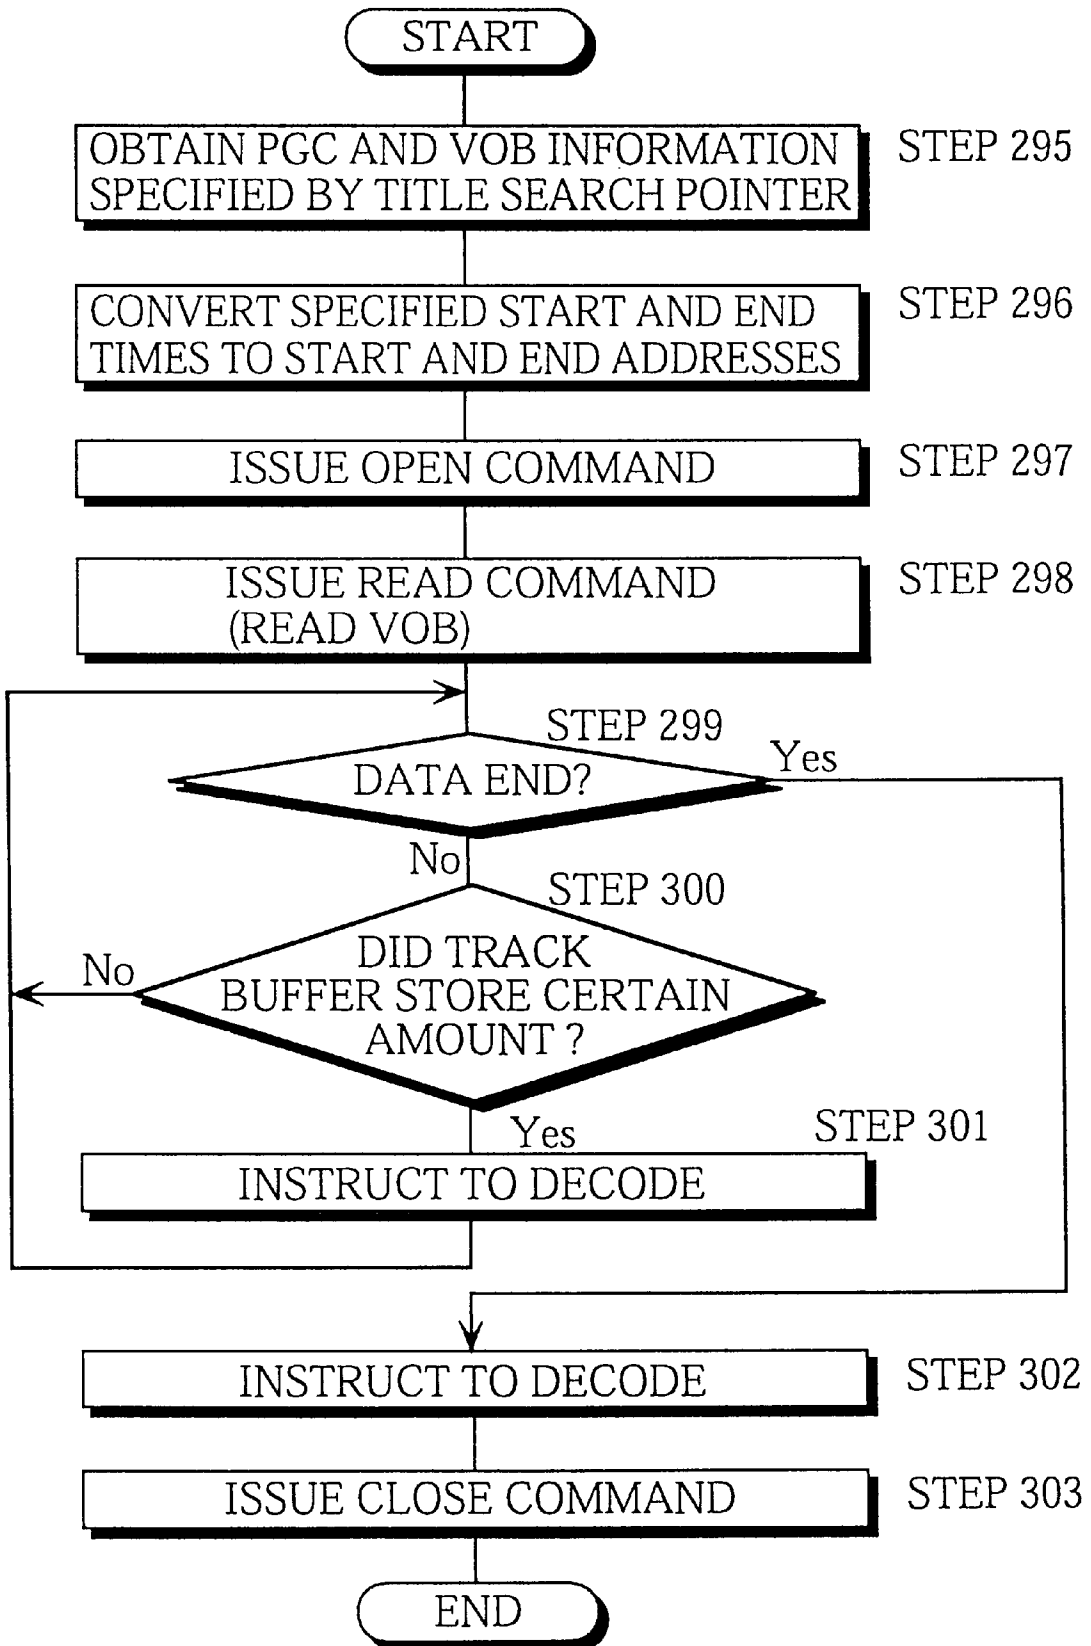 START
OBTAIN PGC AND VOB INFORMATION
SPECIFIED BY TITLE SEARCH POINTER
STEP 295
CONVERT SPECIFIED START AND END
TIMES TO START AND END ADDRESSES
STEP 296
ISSUE OPEN COMMAND
STEP 297
ISSUE READ COMMAND
(READ VOB)
STEP 298
STEP 299
DATA END?
Yes
No
STEP 300
DID TRACK
BUFFER STORE CERTAIN
AMOUNT ?
No
Yes
STEP 301
INSTRUCT TO DECODE
INSTRUCT TO DECODE
STEP 302
ISSUE CLOSE COMMAND
STEP 303
END